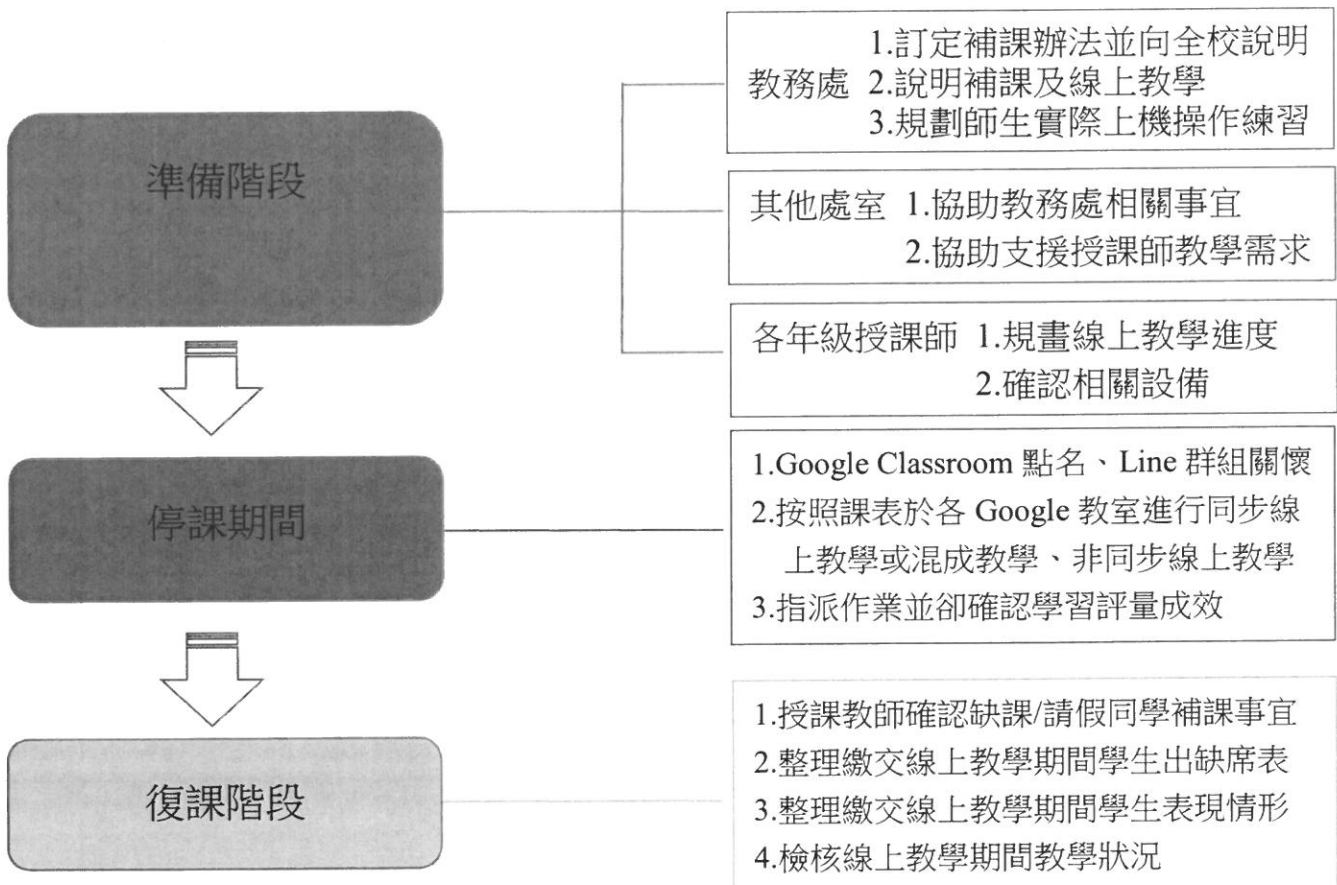 準備階段
1.訂定補課辦法並向全校說明
教務處 2.說明補課及線上教學
3.規劃師生實際上機操作練習
其他處室 1.協助教務處相關事宜
2.協助支援授課師教學需求
各年級授課師 1.規畫線上教學進度
2.確認相關設備
停課期間
1.Google Classroom 點名、Line 群組關懷
2.按照課表於各 Google 教室進行同步線
上教學或混成教學、非同步線上教學
3.指派作業並卻確認學習評量成效
復課階段
1.授課教師確認缺課/請假同學補課事宜
2.整理繳交線上教學期間學生出缺席表
3.整理繳交線上教學期間學生表現情形
4.檢核線上教學期間教學狀況